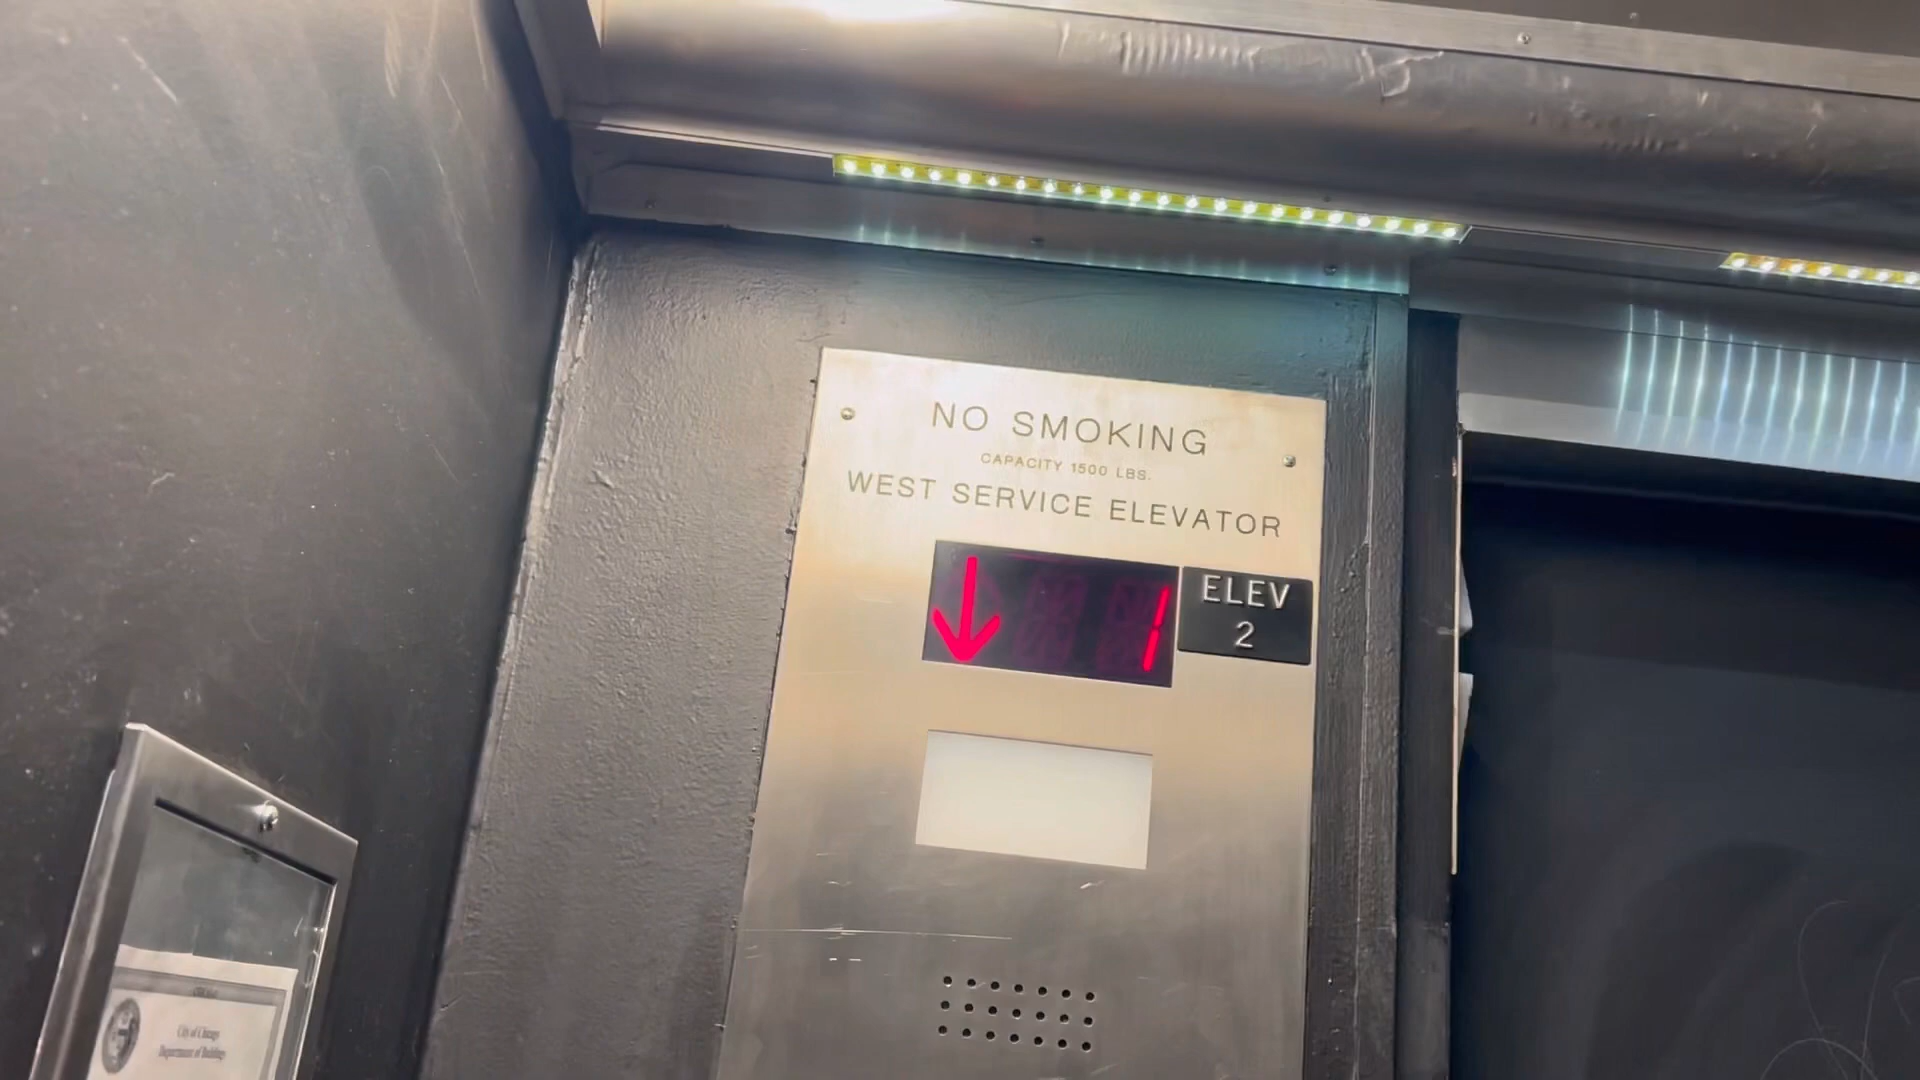 NO SMOKING
CAPACITY 1500 LBS.
WEST SERVICE ELEVATOR
1
ELEV
2
City of Chicago
Department of Buildings